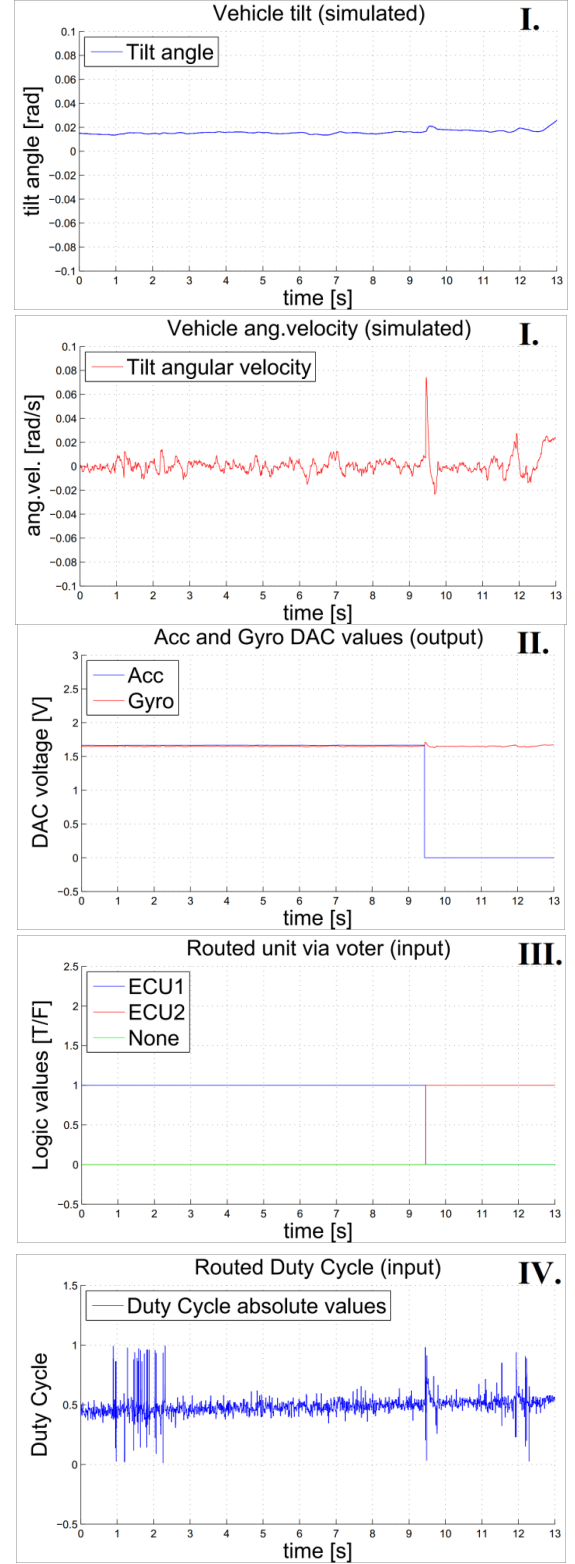 Vehicle tilt (simulated)
I.
Tilt angle
tilt angle [rad]
0.1
0.08
0.06
0.04
0.02
0
−0.02
−0.04
−0.06
−0.08
−0.1
0 1 2 3 4 5 6 7 8 9 10 11 12 13
time [s]
Vehicle ang.velocity (simulated)
I.
Tilt angular velocity
ang.vel. [rad/s]
0.1
0.08
0.06
0.04
0.02
0
−0.02
−0.04
−0.06
−0.08
−0.1
0 1 2 3 4 5 6 7 8 9 10 11 12 13
time [s]
Acc and Gyro DAC values (output)
II.
Acc
Gyro
DAC voltage [V]
3
2.5
2
1.5
1
0.5
0
−0.5
0 1 2 3 4 5 6 7 8 9 10 11 12 13
time [s]
Routed unit via voter (input)
III.
ECU1
ECU2
None
Logic values [T/F]
2.5
2
1.5
1
0.5
0
−0.5
0 1 2 3 4 5 6 7 8 9 10 11 12 13
time [s]
Routed Duty Cycle (input)
IV.
Duty Cycle absolute values
Duty Cycle
1.5
1
0.5
0
−0.5
0 1 2 3 4 5 6 7 8 9 10 11 12 13
time [s]